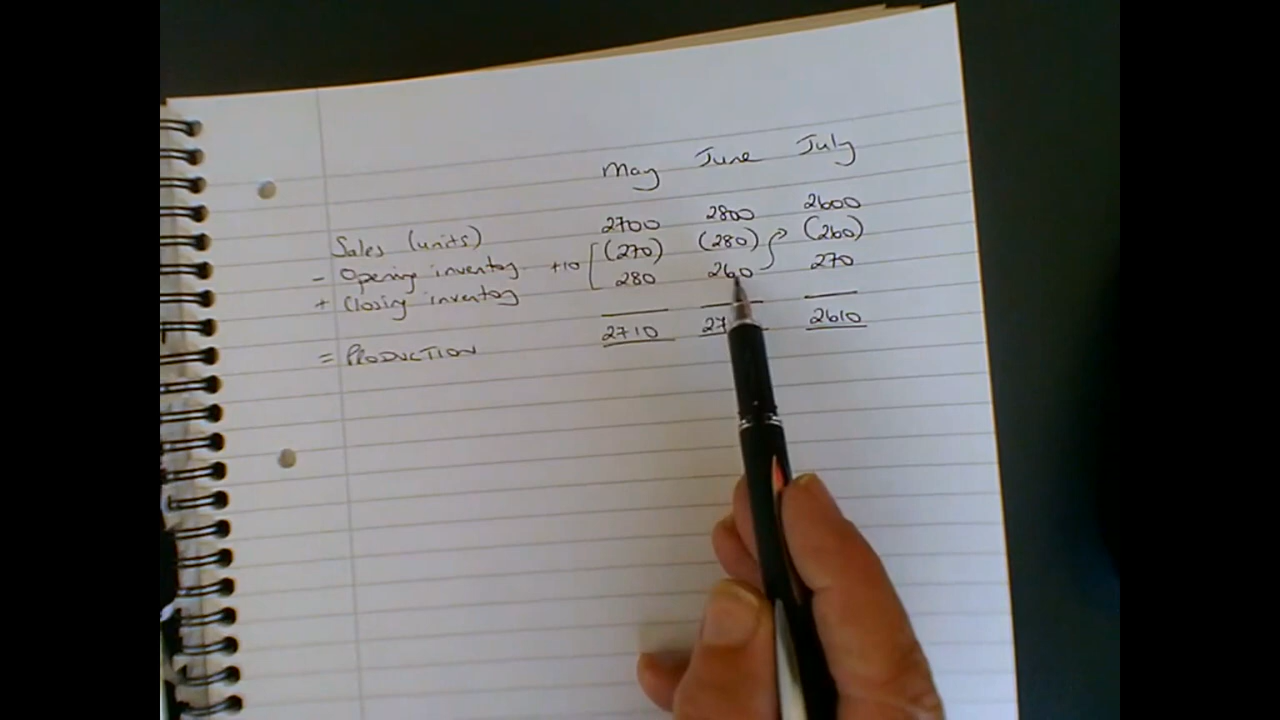 May June July
Sales (units) 2700 2800 2600
- Opening inventory +10 (270) (280) (260)
+ Closing inventory 280 260 270
= PRODUCTION 2710 27 2610